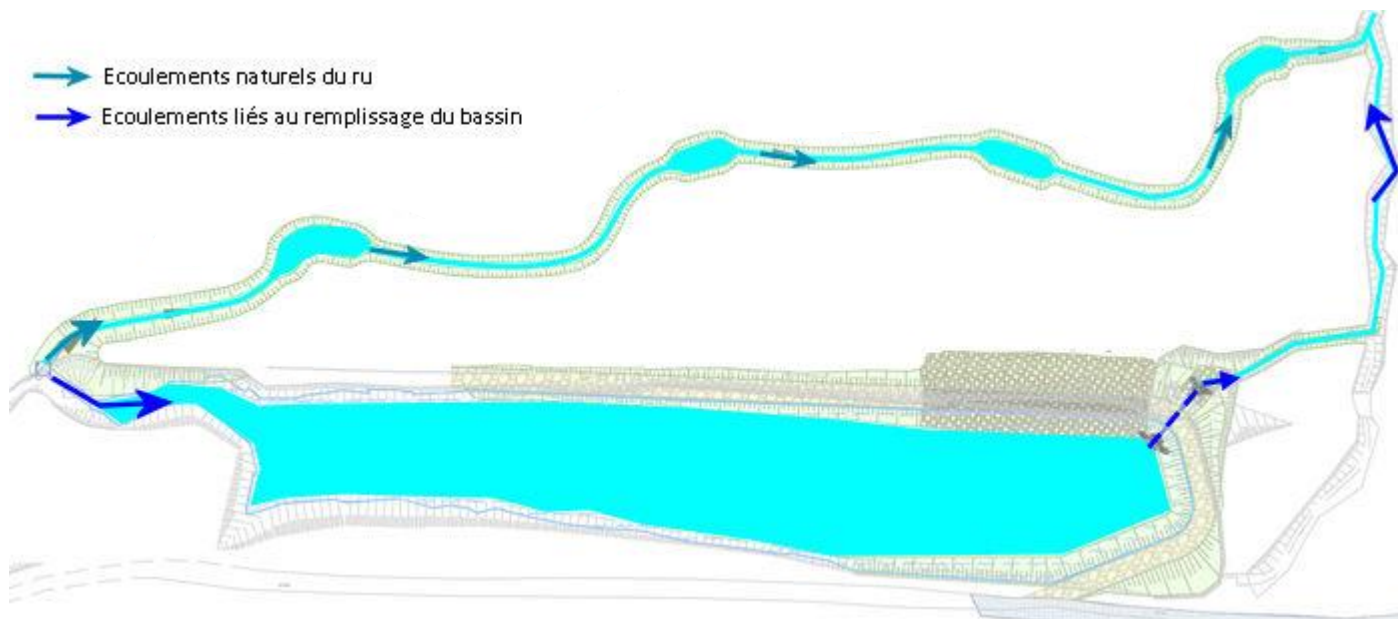 Ecoulements naturels du ru
Ecoulements liés au remplissage du bassin